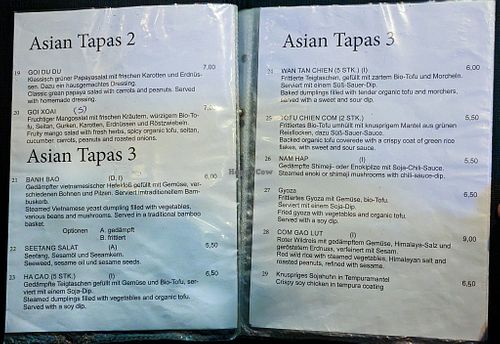 Asian Tapas 2
19 GOI DU DU 7,00
Klassisch grüner Papayasalat mit frischen Karotten und Erdnüs-
sen. Dazu ein hausgemachtes Dressing.
Classic green papaya salad with carrots and peanuts. Served
with homemade dressing.
(S)
20 GOI XOAI 7,00
Fruchtiger Mangosalat mit frischen Kräutern, würzigem Bio-To-
fu, Seitan, Gurken, Karotten, Erdnüssen und Röstzwiebeln.
Fruity mango salad with fresh herbs, spicy organic tofu, seitan,
cucumber, carrots, peanuts and roasted onions.
Asian Tapas 3
21 BANH BAO (D, I) 6,00
Gedämpfter vietnamesischer Hefekloß gefüllt mit Gemüse, ver-
schiedenen Bohnen und Pilzen. Serviert imtraditionellem Bam-
buskorb.
Steamed Vietnamese yeast dumpling filled with vegetables,
various beans and mushrooms. Served in a traditional bamboo
basket.
Optionen A: gedämpft
B: frittiert
22 SEETANG SALAT (A) 5,50
Seetang, Sesamöl und Sesamkern.
Seeweed, sesame oil und sesame seeds.
23 HA CAO (5 STK.) (I) 6,50
Gedämpfte Teigtaschen gefüllt mit Gemüse und Bio-Tofu, ser-
viert mit einem Soja-Dip.
Steamed dumplings filled with vegetables and organic tofu.
Served with a soy dip.
Asian Tapas 3
24 WAN TAN CHIEN (5 STK.) (I) 6,00
Frittierte Teigtaschen, gefüllt mit zartem Bio-Tofu und Morcheln.
Serviert mit einem Süß-Sauer-Dip.
Baked dumplings filled with tender organic tofu and morchers,
served with a sweet and sour dip.
25 TOFU CHIEN COM (2 STK.) 5,50
Frittiertes Bio-Tofu umhüllt mit knusprigem Mantel aus grünen
Reisflocken, dazu Süß-Sauer-Sauce.
Backed organic tofu coverede with a crispy coat of green rice
flakes, with sweet and sour sauce.
26 NAM HAP (I) 5,50
Gedämpfte Shimeji- oder Enokipilze mit Soja-Chili-Sauce.
Steamed enoki or shimeji mushrooms with chili-sauce-dip.
27 Gyoza 6,50
Frittiertes Gyoza mit Gemüse, bio-Tofu.
Serviert mit einem Soja-Dip.
Fried gyoza with vegetables and organic tofu.
Served with a soy dip.
28 COM GAO LUT (I) 9,00
Roter Wildreis mit gedämpftem Gemüse, Himalaya-Salz und
geröstetem Erdnuss, verfeinert mit Sesam.
Red wild rice with steamed vegetables, Himalayan salt and
roasted peanuts, refined with sesame.
29 Knuspriges Sojahuhn in Tempuramantel 6,50
Crispy soy chicken in tempura coating